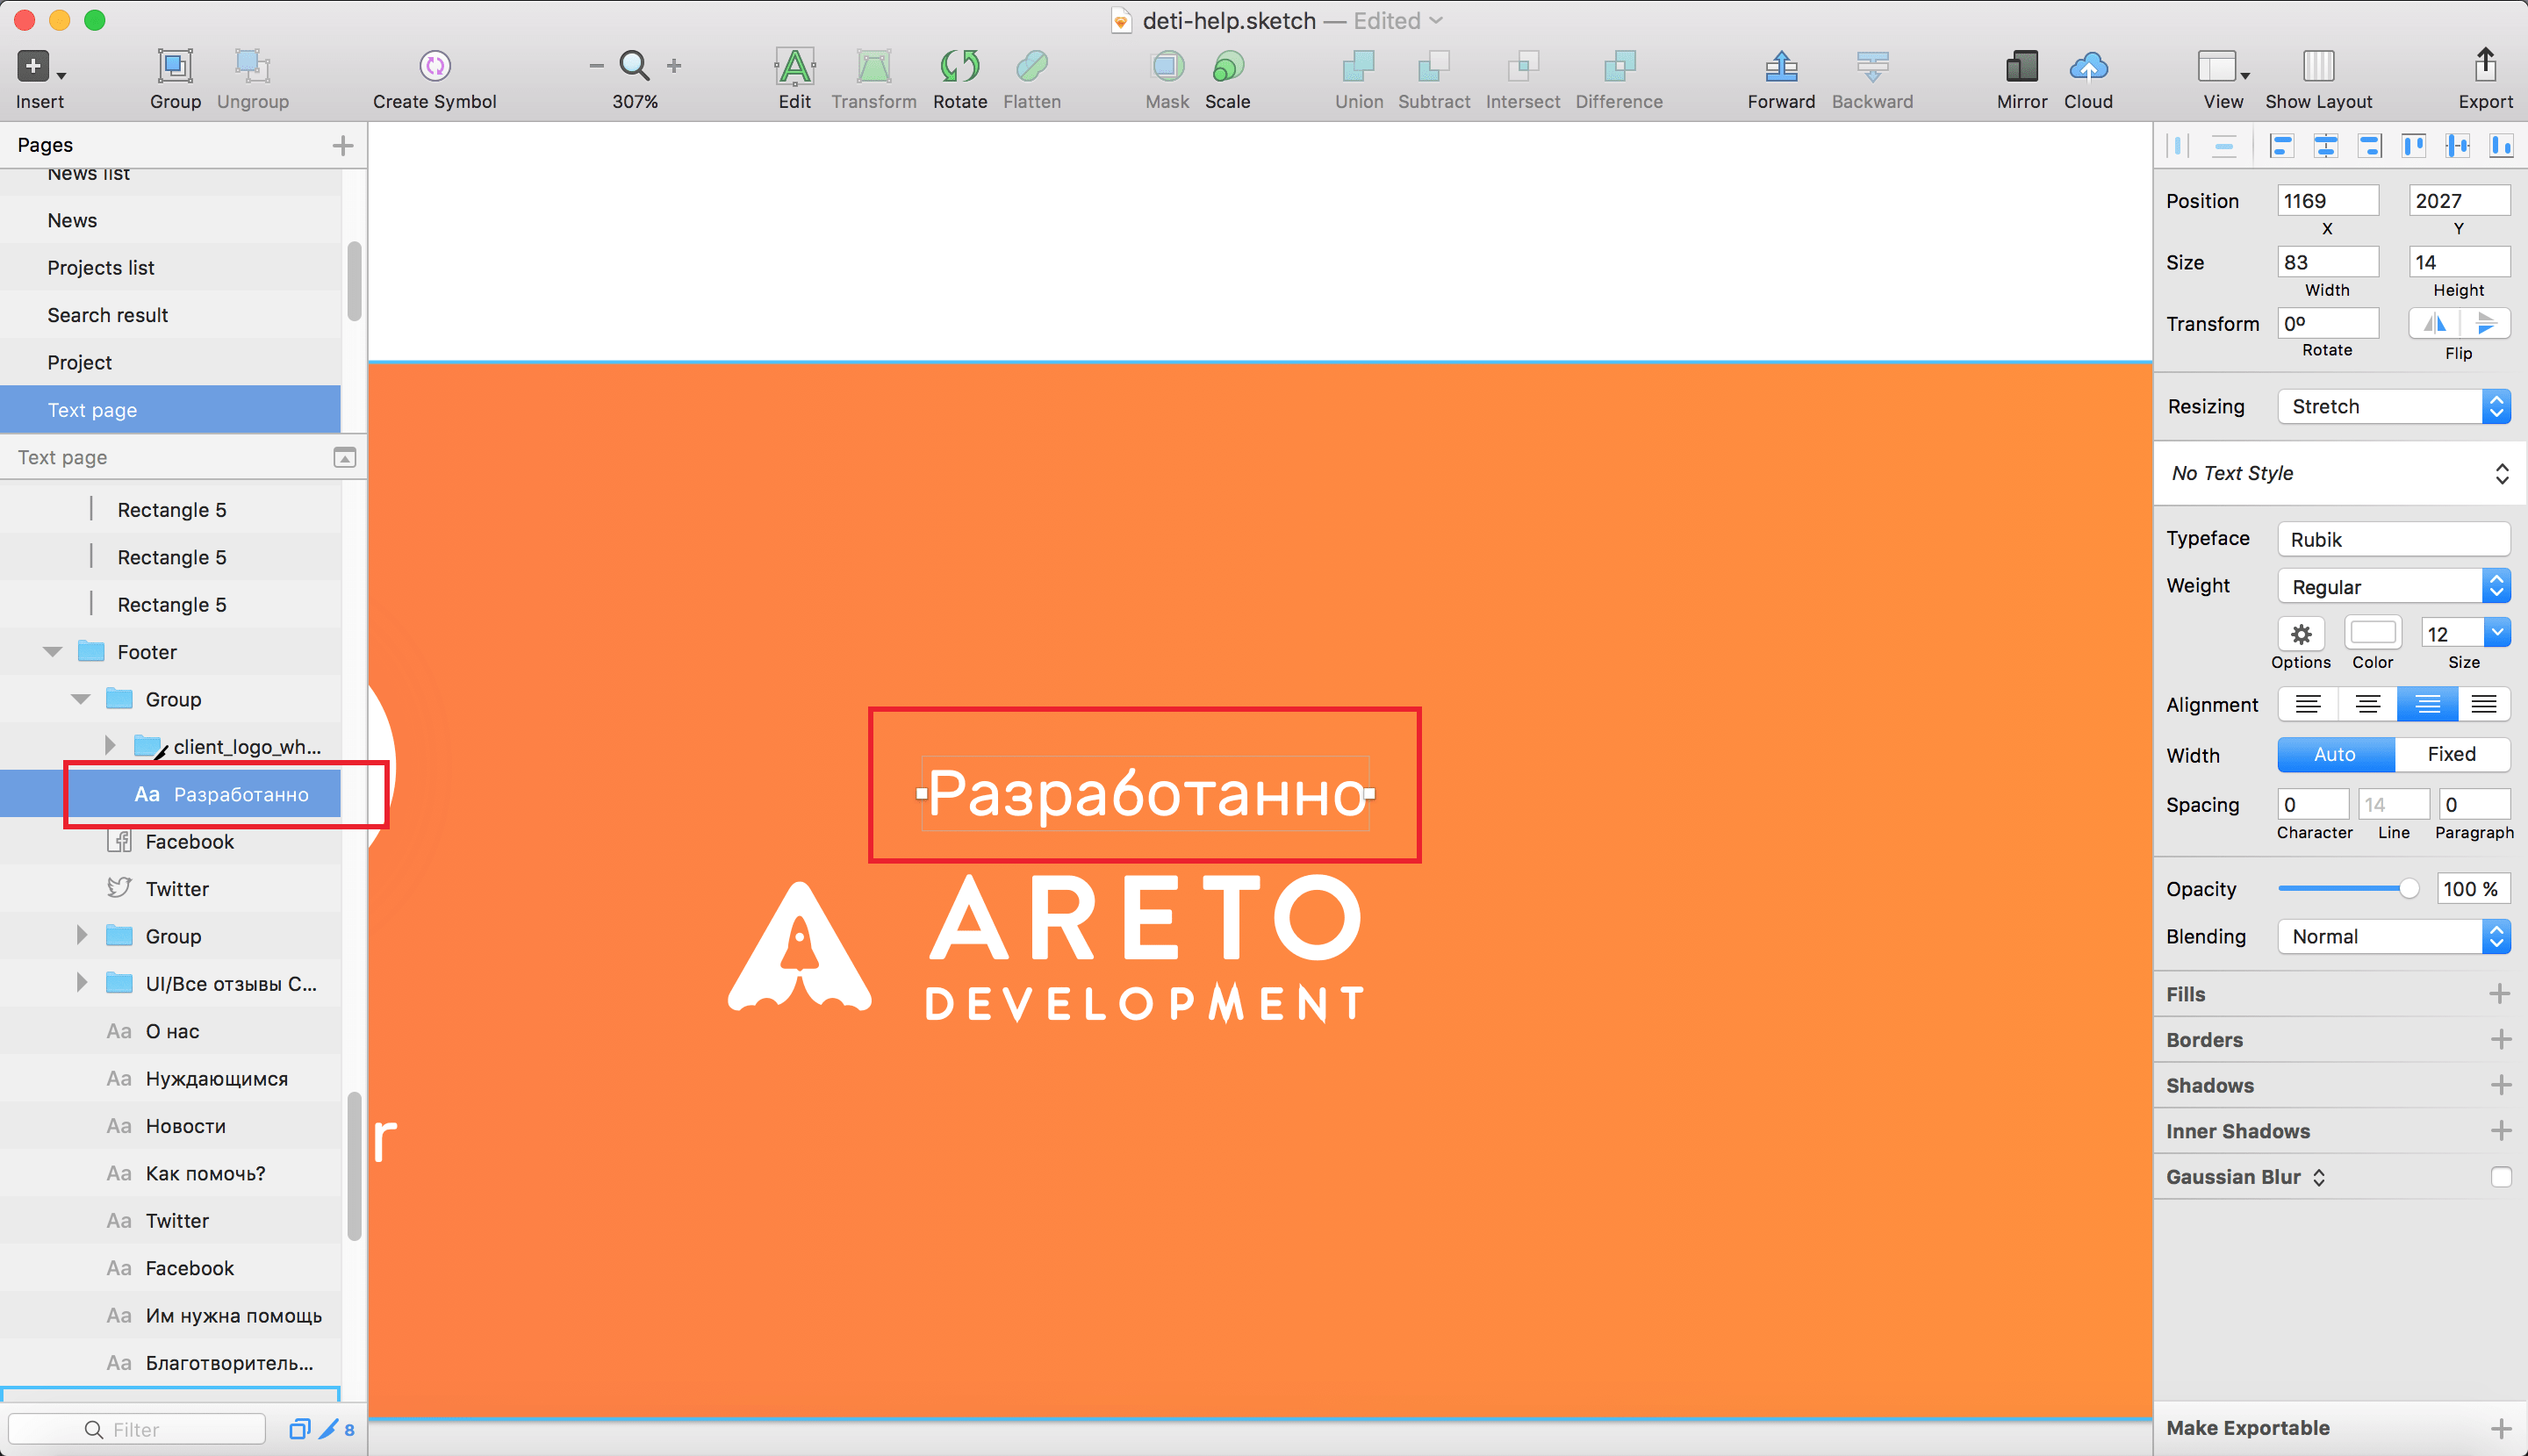 deti-help.sketch — Edited
Insert
Group
Ungroup
Create Symbol
307%
Edit
Transform
Rotate
Flatten
Mask
Scale
Union
Subtract
Intersect
Difference
Forward
Backward
Mirror
Cloud
View
Show Layout
Export
Pages
News list
News
Projects list
Search result
Project
Text page
Text page
Rectangle 5
Rectangle 5
Rectangle 5
Footer
Group
client_logo_wh...
Aa Разработанно
Facebook
Twitter
Group
UI/Все отзывы С...
Aa О нас
Aa Нуждающимся
Aa Новости
Aa Как помочь?
Aa Twitter
Aa Facebook
Aa Им нужна помощь
Aa Благотворитель...
Filter
8
Разработанно
ARETO
DEVELOPMENT
r
Position 1169 2027
X Y
Size 83 14
Width Height
Transform 0º
Rotate Flip
Resizing Stretch
No Text Style
Typeface Rubik
Weight Regular
12
Options Color Size
Alignment
Width Auto Fixed
Spacing 0 14 0
Character Line Paragraph
Opacity 100 %
Blending Normal
Fills
Borders
Shadows
Inner Shadows
Gaussian Blur
Make Exportable